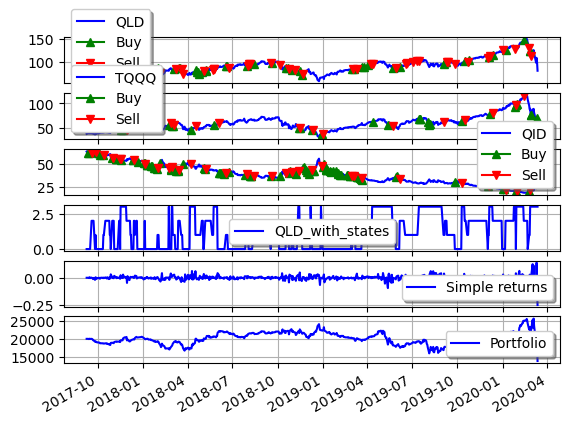 QLD
Buy
Sell
150
100
TQQQ
Buy
Sell
100
50
QID
Buy
Sell
50
25
2.5
0.0
QLD_with_states
0.00
−0.25
Simple returns
25000
20000
15000
Portfolio
2017-10
2018-01
2018-04
2018-07
2018-10
2019-01
2019-04
2019-07
2019-10
2020-01
2020-04